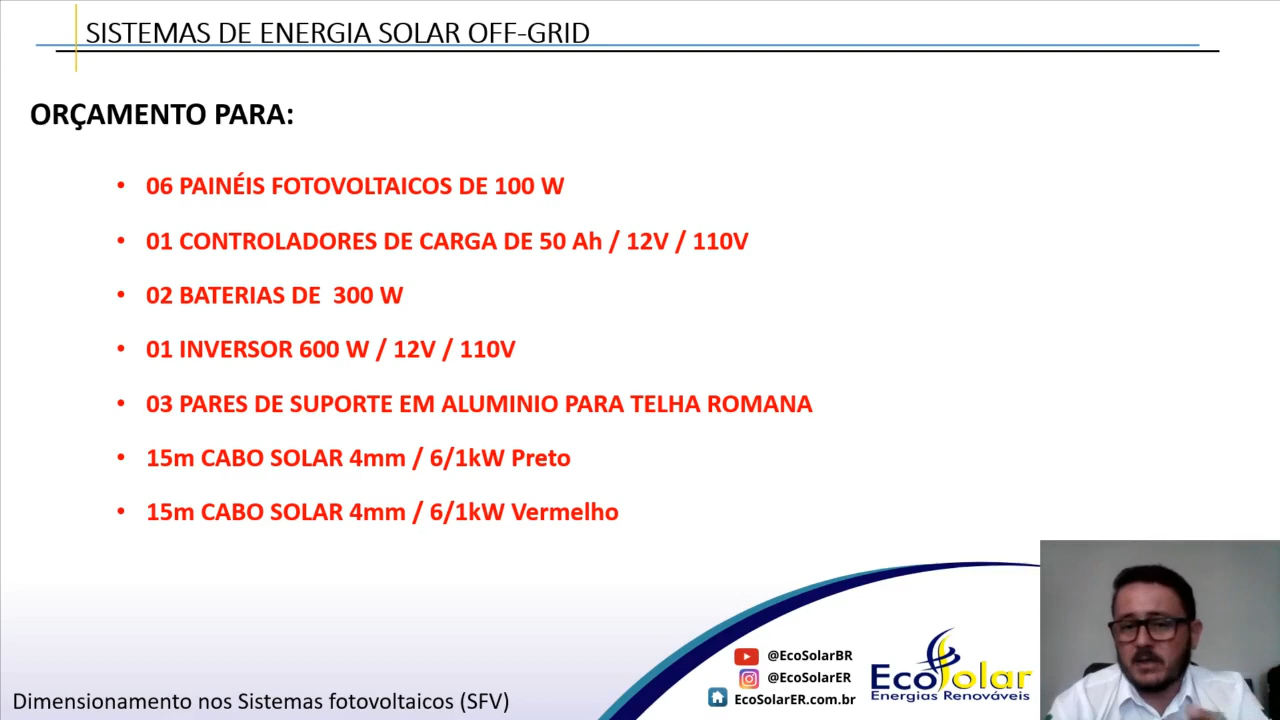 SISTEMAS DE ENERGIA SOLAR OFF-GRID
ORÇAMENTO PARA:
• 06 PAINÉIS FOTOVOLTAICOS DE 100 W
• 01 CONTROLADORES DE CARGA DE 50 Ah / 12V / 110V
• 02 BATERIAS DE 300 W
• 01 INVERSOR 600 W / 12V / 110V
• 03 PARES DE SUPORTE EM ALUMINIO PARA TELHA ROMANA
• 15m CABO SOLAR 4mm / 6/1kW Preto
• 15m CABO SOLAR 4mm / 6/1kW Vermelho
@EcoSolarBR
@EcoSolarER
EcoSolarER.com.br
EcoSolar
Energias Renováveis
Dimensionamento nos Sistemas fotovoltaicos (SFV)